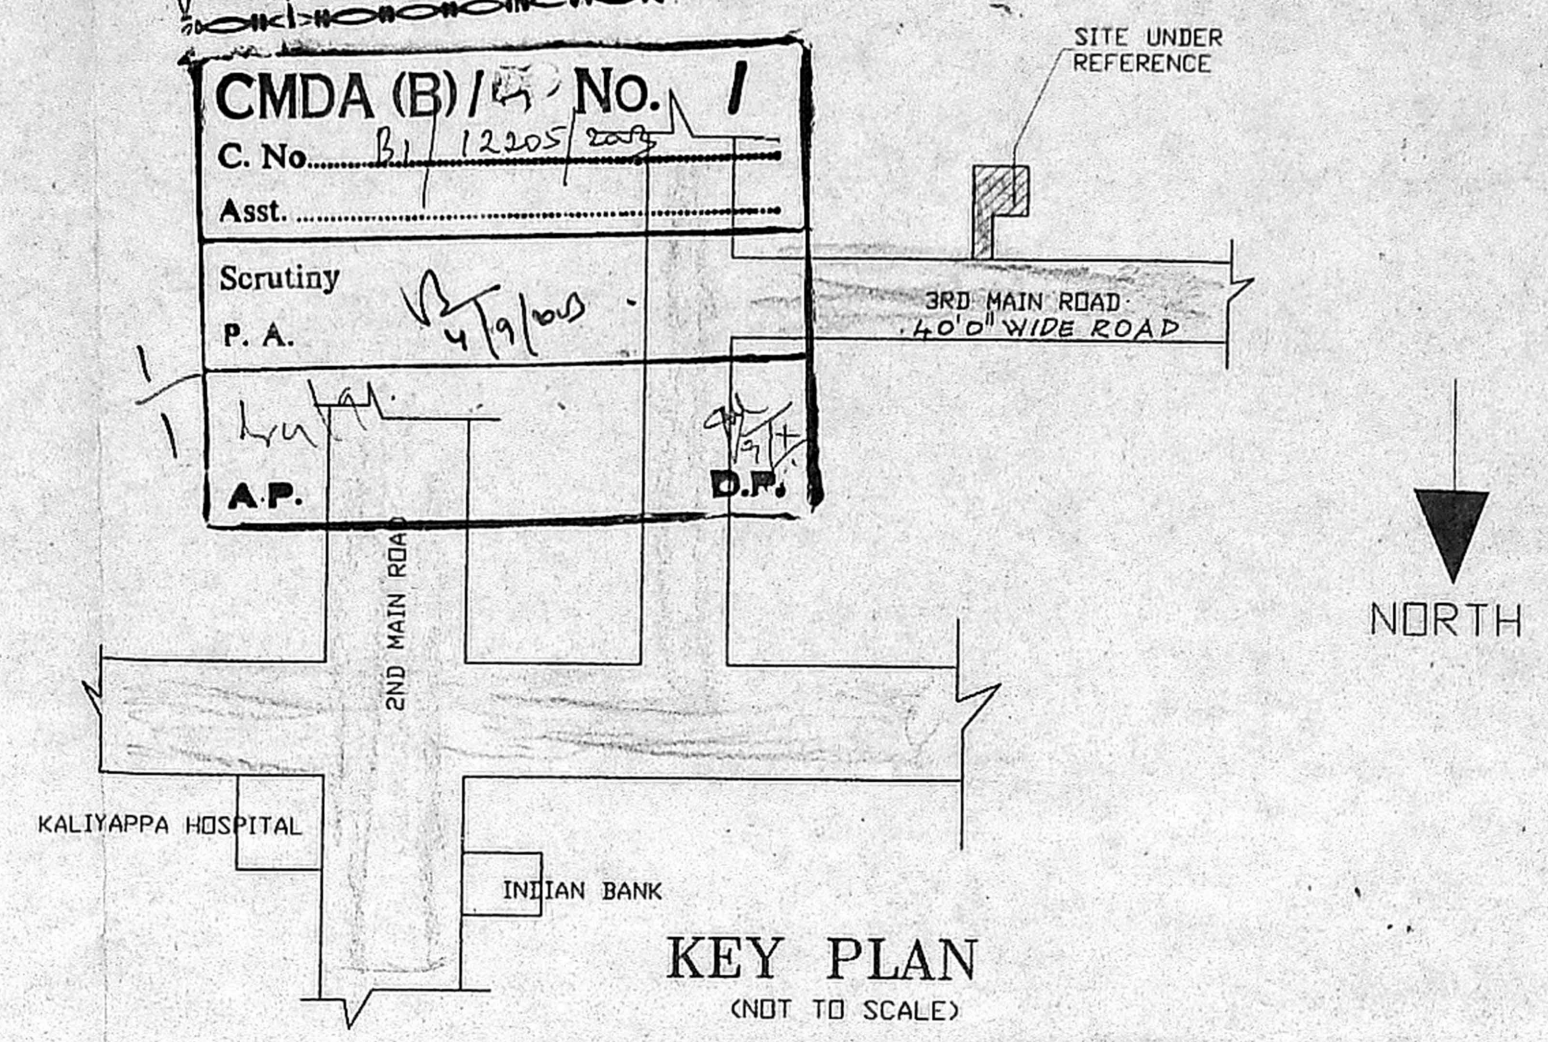 SITE UNDER
REFERENCE
CMDA (B) / No. 1
C. No. B1 / 12205 / 2003
Asst.
Scrutiny
P. A.
4/9/2003
A.P.
D.P.
3RD MAIN ROAD
40'0" WIDE ROAD
NORTH
2ND MAIN ROAD
KALIYAPPA HOSPITAL
INDIAN BANK
KEY PLAN
(NOT TO SCALE)